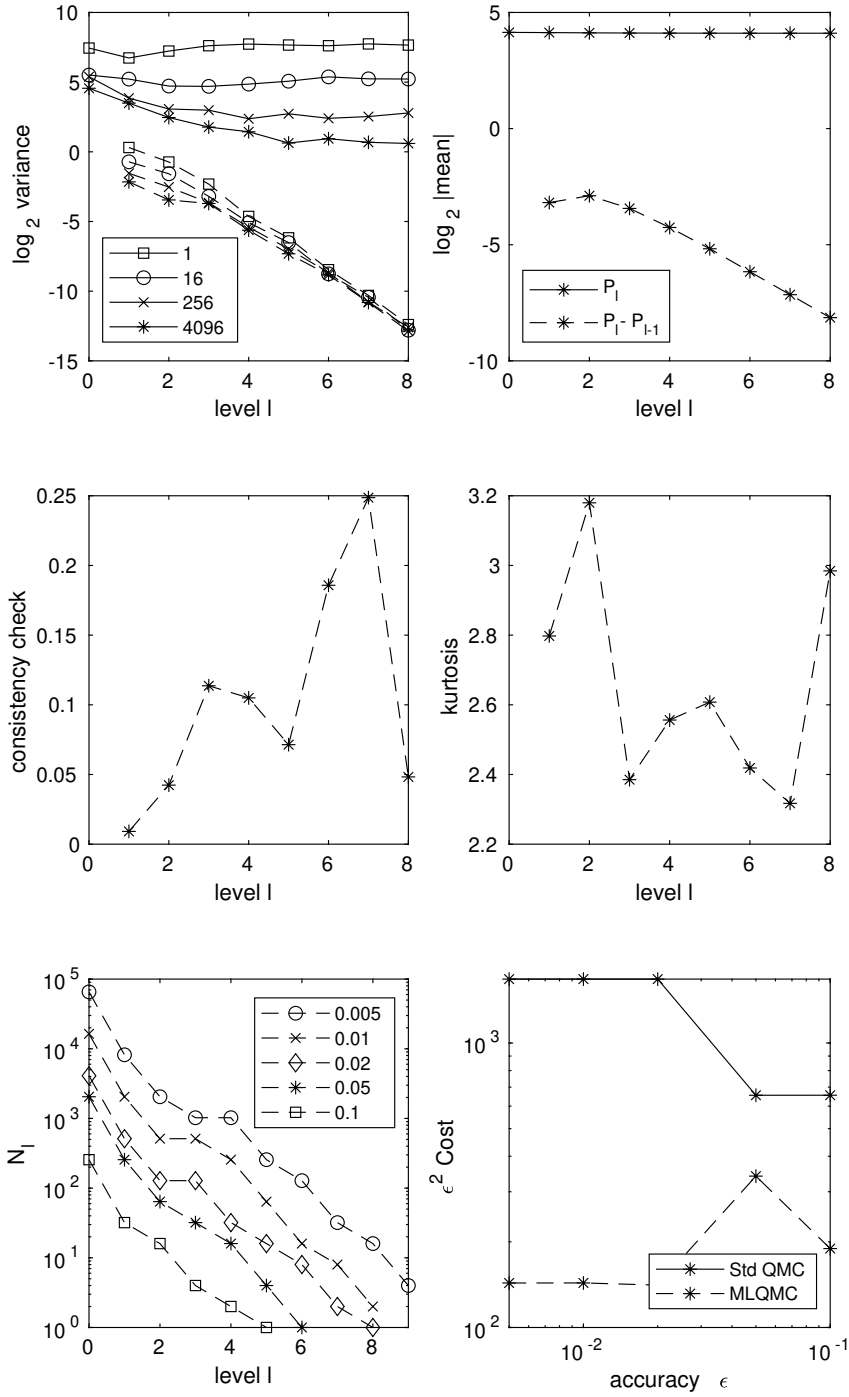 10
5
0
-5
-10
-15
log 2 variance
1
16
256
4096
0 2 4 6 8
level l
5
0
-5
-10
log 2 |mean|
P l
P l - P l-1
0 2 4 6 8
level l
0.25
0.2
0.15
0.1
0.05
0
consistency check
0 2 4 6 8
level l
3.2
3
2.8
2.6
2.4
2.2
kurtosis
0 2 4 6 8
level l
10^5
10^4
10^3
10^2
10^1
10^0
N l
0.005
0.01
0.02
0.05
0.1
0 2 4 6 8
level l
10^3
10^2
ϵ^2 Cost
Std QMC
MLQMC
10^-2 10^-1
accuracy ϵ